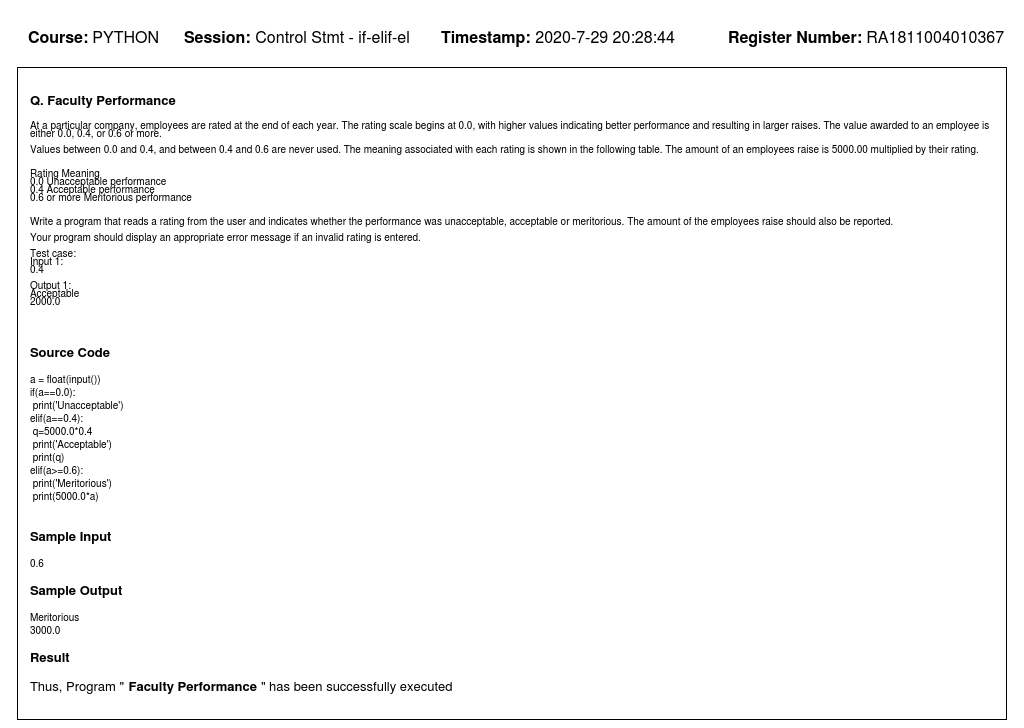 Course: PYTHON Session: Control Stmt - if-elif-el Timestamp: 2020-7-29 20:28:44 Register Number: RA1811004010367
Q. Faculty Performance
At a particular company, employees are rated at the end of each year. The rating scale begins at 0.0, with higher values indicating better performance and resulting in larger raises. The value awarded to an employee is
either 0.0, 0.4, or 0.6 or more.
Values between 0.0 and 0.4, and between 0.4 and 0.6 are never used. The meaning associated with each rating is shown in the following table. The amount of an employees raise is 5000.00 multiplied by their rating.
Rating Meaning
0.0 Unacceptable performance
0.4 Acceptable performance
0.6 or more Meritorious performance
Write a program that reads a rating from the user and indicates whether the performance was unacceptable, acceptable or meritorious. The amount of the employees raise should also be reported.
Your program should display an appropriate error message if an invalid rating is entered.
Test case:
Input 1:
0.4
Output 1:
Acceptable
2000.0
Source Code
a = float(input())
if(a==0.0):
print('Unacceptable')
elif(a==0.4):
q=5000.0*0.4
print('Acceptable')
print(q)
elif(a>=0.6):
print('Meritorious')
print(5000.0*a)
Sample Input
0.6
Sample Output
Meritorious
3000.0
Result
Thus, Program " Faculty Performance " has been successfully executed